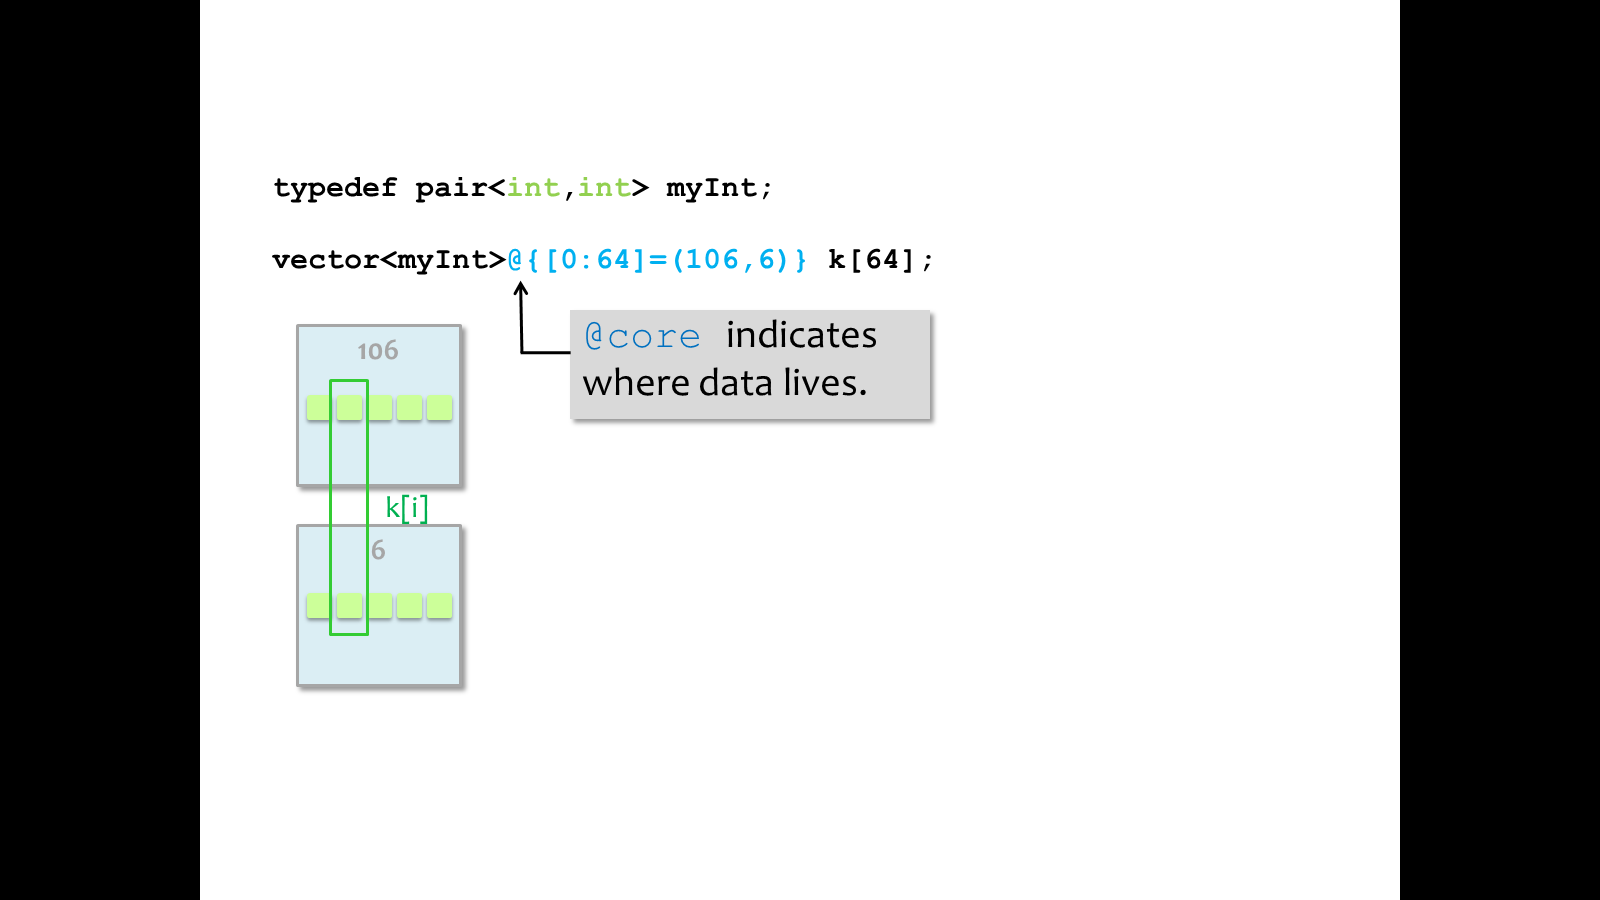 typedef pair<int,int> myInt;
vector<myInt>@{[0:64]=(106,6)} k[64];
@core indicates
where data lives.
106
k[i]
6